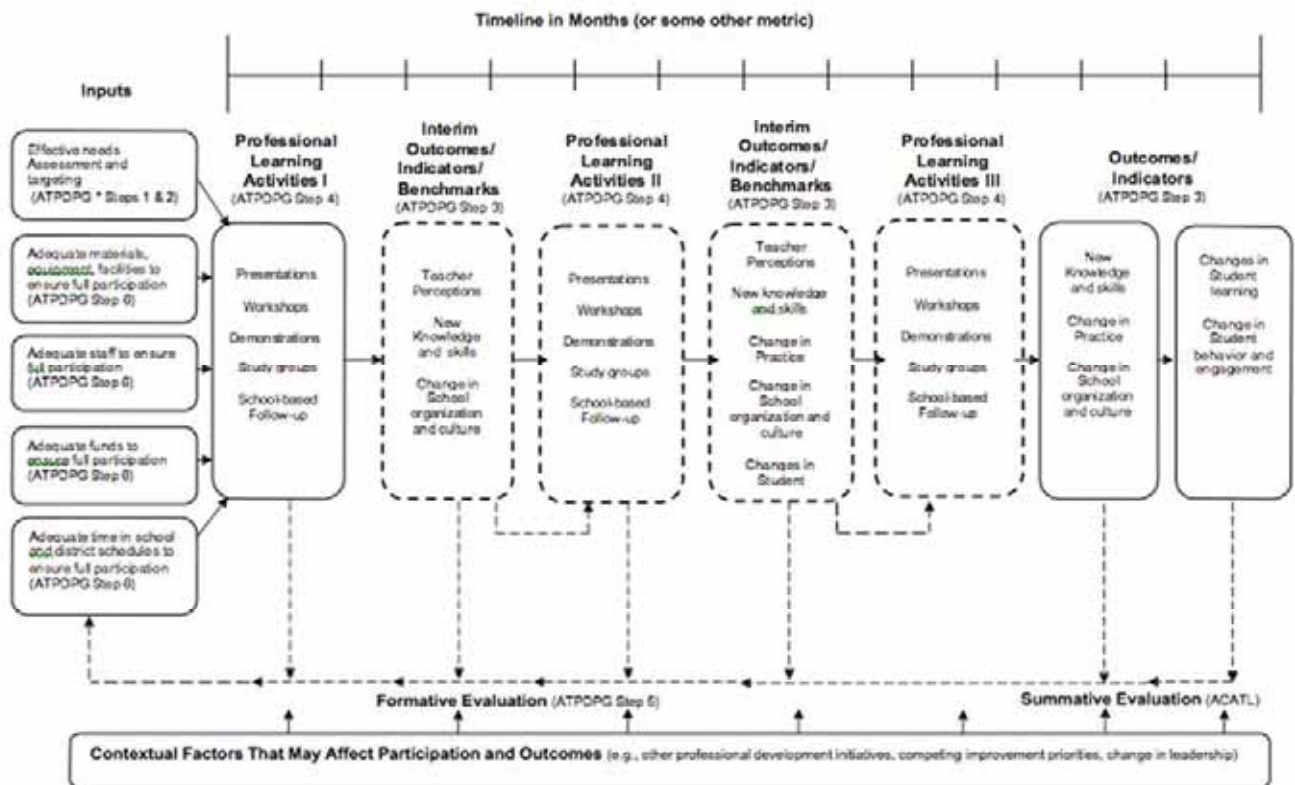 Timeline in Months (or some other metric)
Inputs
Effective needs
Assessment and
targeting
(ATPDPG * Steps 1 & 2)
Adequate materials,
equipment, facilities to
ensure full participation
(ATPDPG Step 6)
Adequate staff to ensure
full participation
(ATPDPG Step 6)
Adequate funds to
ensure full participation
(ATPDPG Step 6)
Adequate time in school
and district schedules to
ensure full participation
(ATPDPG Step 6)
Professional
Learning
Activities I
(ATPDPG Step 4)
Presentations
Workshops
Demonstrations
Study groups
School-based
Follow-up
Interim
Outcomes/
Indicators/
Benchmarks
(ATPDPG Step 3)
Teacher
Perceptions
New
Knowledge
and skills
Change in
School
organization
and culture
Professional
Learning
Activities II
(ATPDPG Step 4)
Presentations
Workshops
Demonstrations
Study groups
School-based
Follow-up
Interim
Outcomes/
Indicators/
Benchmarks
(ATPDPG Step 3)
Teacher
Perceptions
New knowledge
and skills
Change in
Practice
Change in
School
organization and
culture
Changes in
Student
Professional
Learning
Activities III
(ATPDPG Step 4)
Presentations
Workshops
Demonstrations
Study groups
School-based
Follow-up
Outcomes/
Indicators
(ATPDPG Step 3)
New
Knowledge
and skills
Change in
Practice
Change in
School
organization
and culture
Changes in
Student
learning
Change in
Student
behavior and
engagement
Formative Evaluation (ATPDPG Step 5)
Summative Evaluation (ACATL)
Contextual Factors That May Affect Participation and Outcomes (e.g., other professional development initiatives, competing improvement priorities, change in leadership)